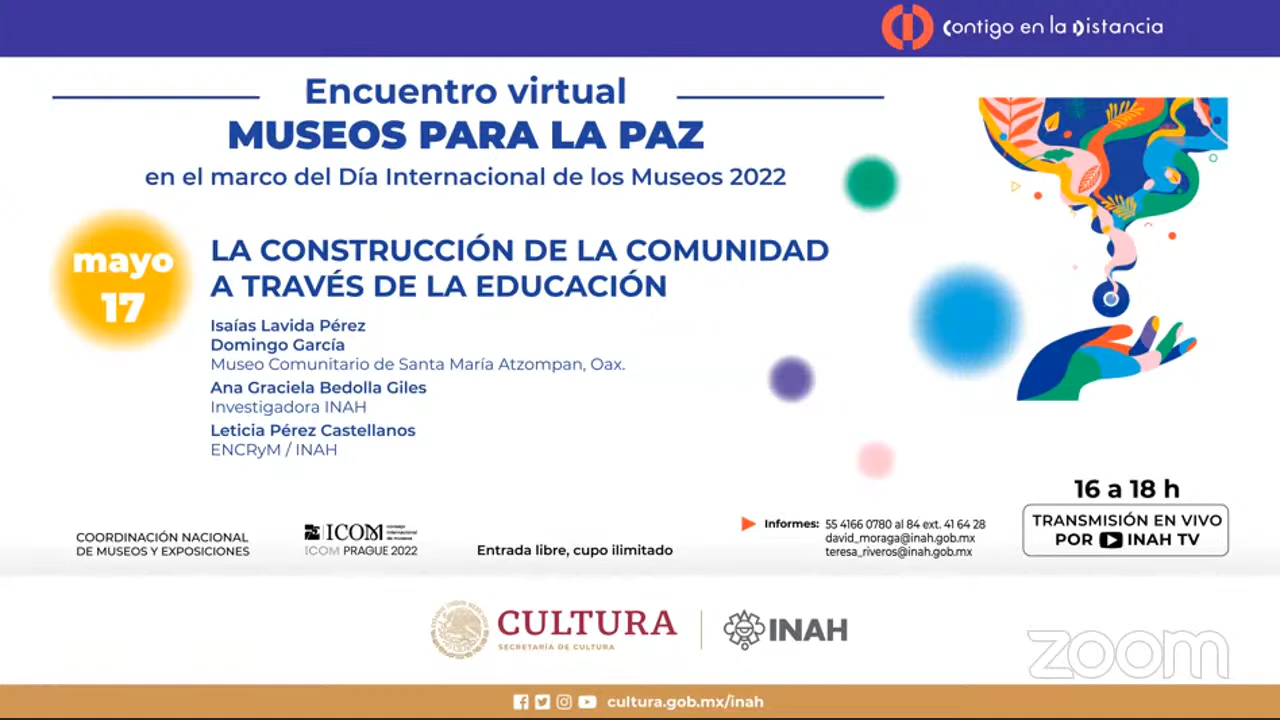 Contigo en la Distancia
Encuentro virtual
MUSEOS PARA LA PAZ
en el marco del Día Internacional de los Museos 2022
mayo
17
LA CONSTRUCCIÓN DE LA COMUNIDAD
A TRAVÉS DE LA EDUCACIÓN
Isaías Lavida Pérez
Domingo García
Museo Comunitario de Santa María Atzompan, Oax.
Ana Graciela Bedolla Giles
Investigadora INAH
Leticia Pérez Castellanos
ENCRyM / INAH
16 a 18 h
TRANSMISIÓN EN VIVO
POR INAH TV
COORDINACIÓN NACIONAL
DE MUSEOS Y EXPOSICIONES
ICOM consejo
internacional
de museos
ICOM PRAGUE 2022
Entrada libre, cupo ilimitado
Informes: 55 4166 0780 al 84 ext. 41 64 28
david_moraga@inah.gob.mx
teresa_riveros@inah.gob.mx
CULTURA
SECRETARÍA DE CULTURA
INAH
zoom
cultura.gob.mx/inah